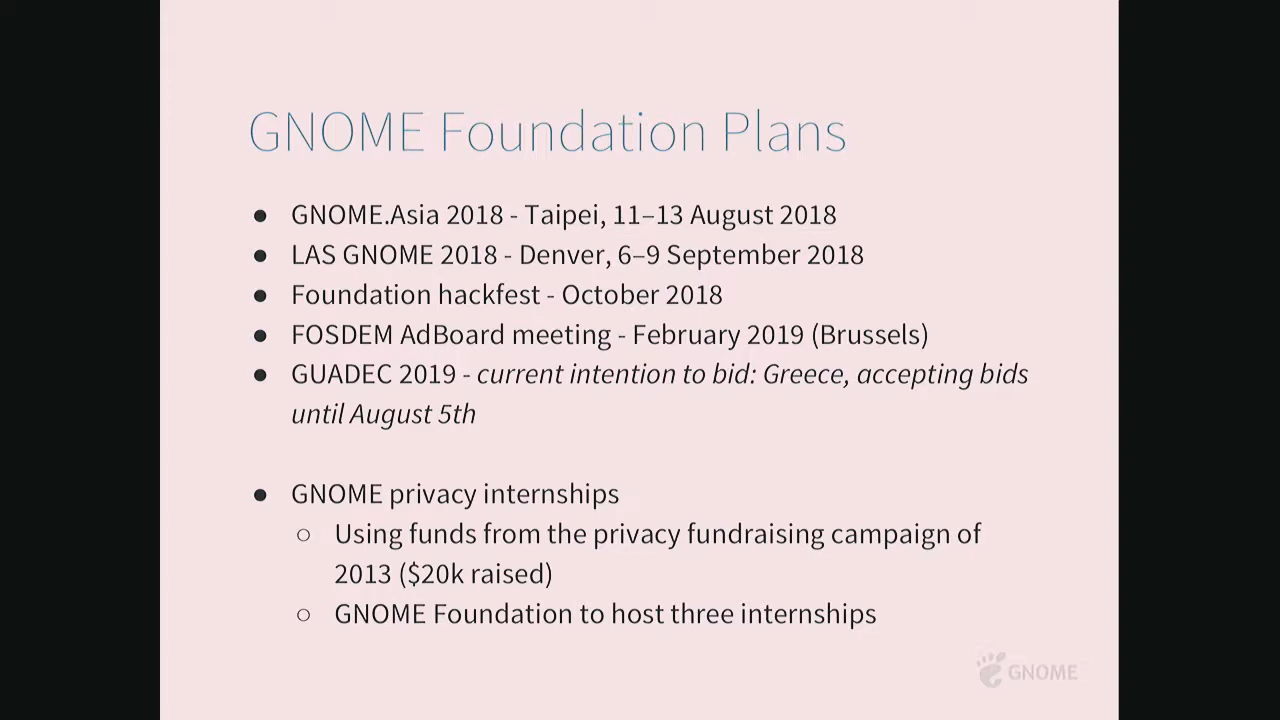 GNOME Foundation Plans
● GNOME.Asia 2018 - Taipei, 11–13 August 2018
● LAS GNOME 2018 - Denver, 6–9 September 2018
● Foundation hackfest - October 2018
● FOSDEM AdBoard meeting - February 2019 (Brussels)
● GUADEC 2019 - current intention to bid: Greece, accepting bids
until August 5th
● GNOME privacy internships
○ Using funds from the privacy fundraising campaign of
2013 ($20k raised)
○ GNOME Foundation to host three internships
GNOME